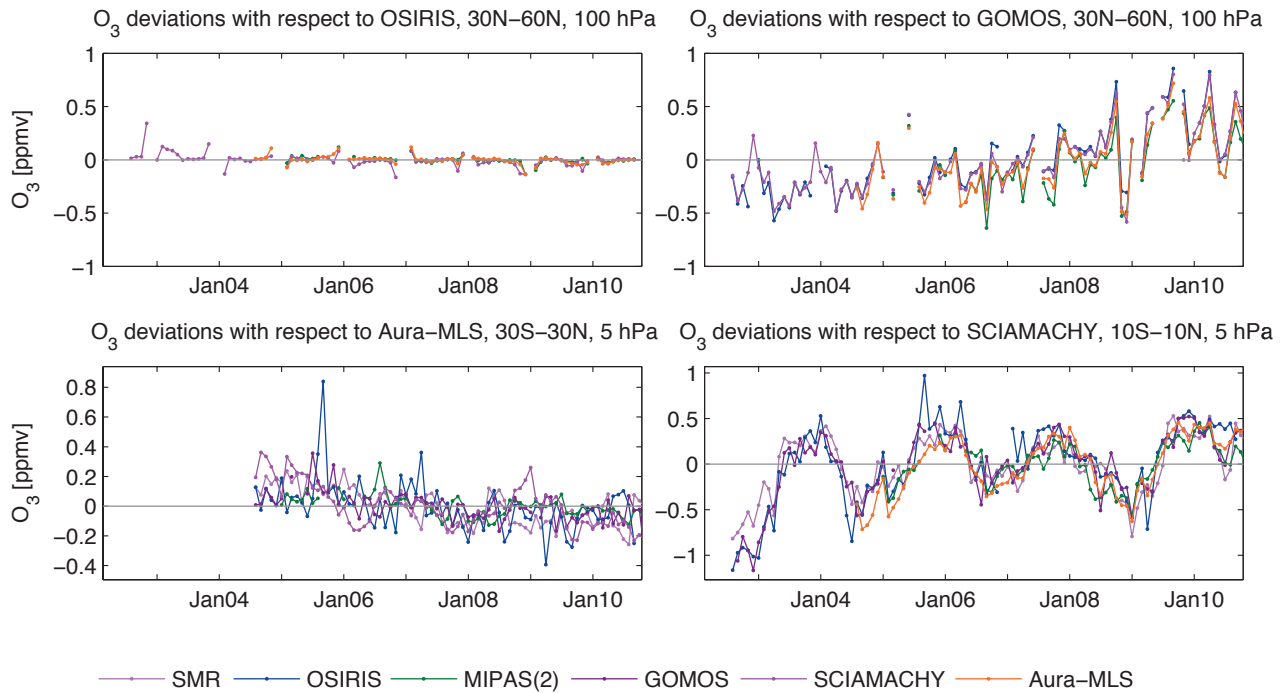 O3 deviations with respect to OSIRIS, 30N−60N, 100 hPa
O3 deviations with respect to GOMOS, 30N−60N, 100 hPa
O3 [ppmv]
1
0.5
0
−0.5
−1
Jan04 Jan06 Jan08 Jan10
1
0.5
0
−0.5
−1
Jan04 Jan06 Jan08 Jan10
O3 deviations with respect to Aura−MLS, 30S−30N, 5 hPa
O3 deviations with respect to SCIAMACHY, 10S−10N, 5 hPa
O3 [ppmv]
0.8
0.6
0.4
0.2
0
−0.2
−0.4
Jan04 Jan06 Jan08 Jan10
1
0.5
0
−0.5
−1
Jan04 Jan06 Jan08 Jan10
SMR OSIRIS MIPAS(2) GOMOS SCIAMACHY Aura−MLS